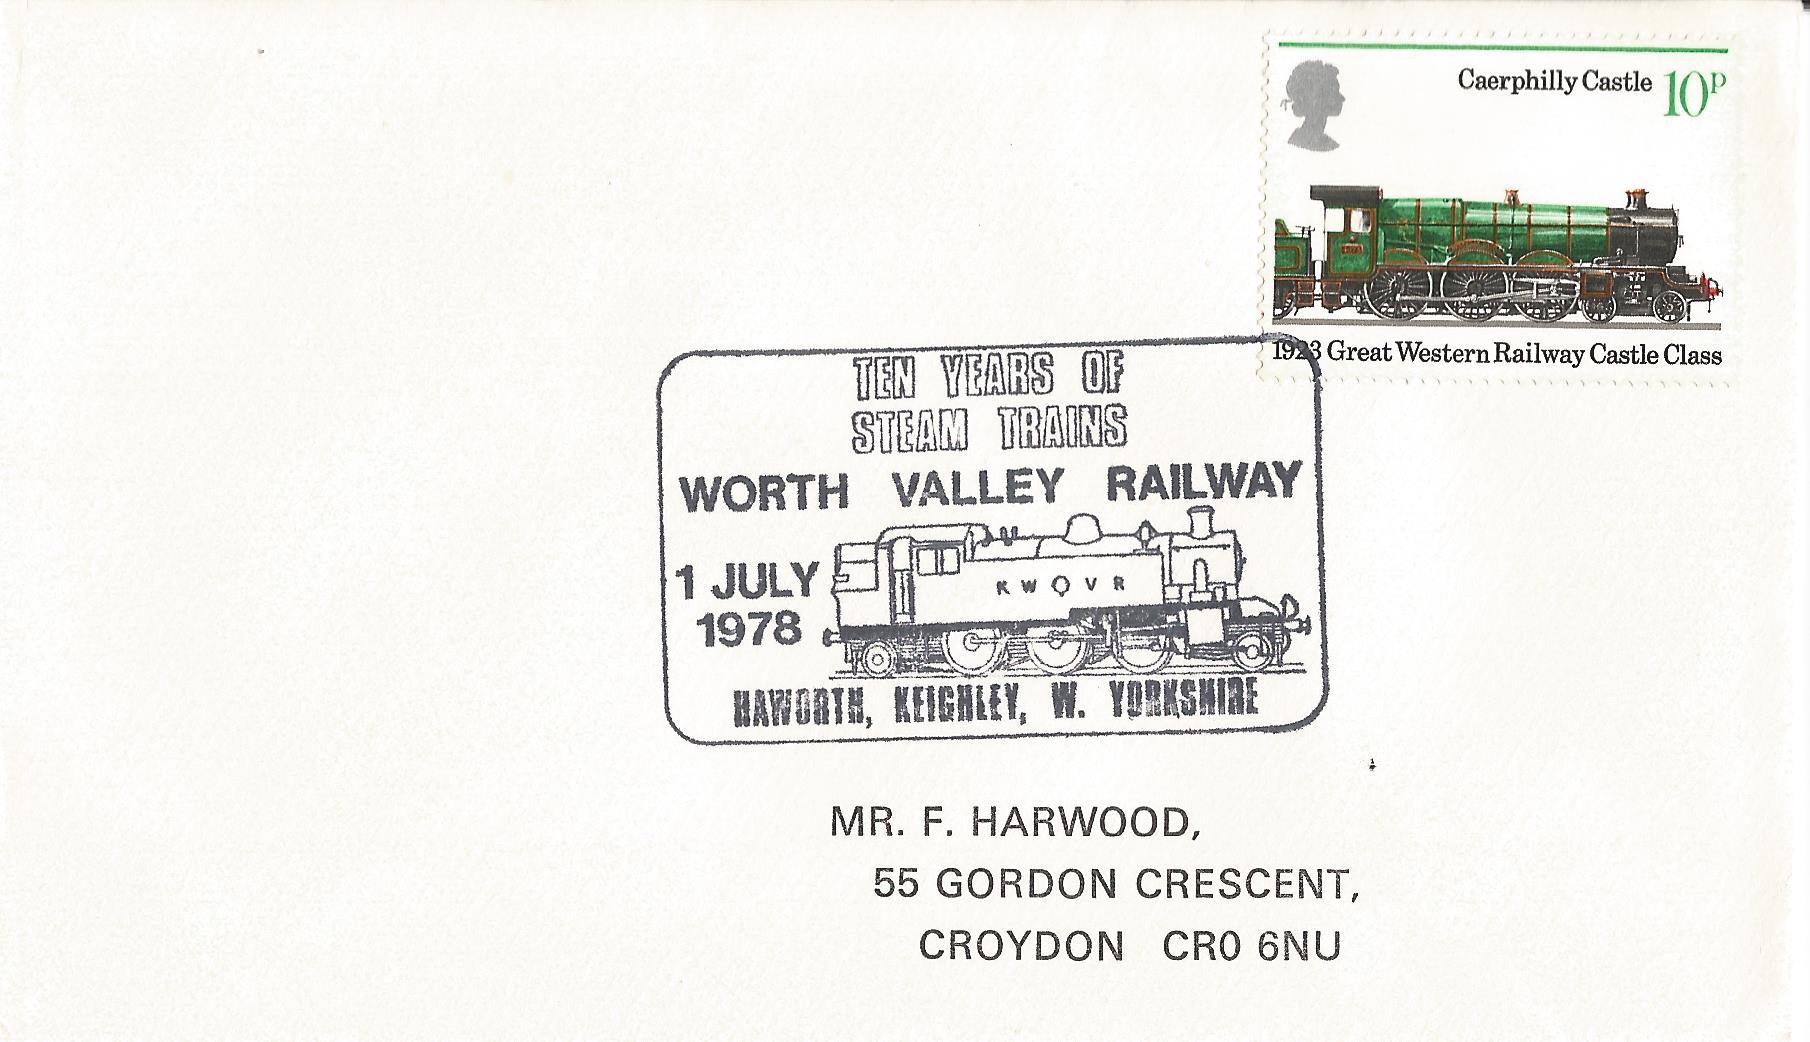 Caerphilly Castle 10P
1923 Great Western Railway Castle Class
TEN YEARS OF
STEAM TRAINS
WORTH VALLEY RAILWAY
1 JULY
1978
K W V R
HAWORTH, KEIGHLEY, W. YORKSHIRE
MR. F. HARWOOD,
55 GORDON CRESCENT,
CROYDON CR0 6NU